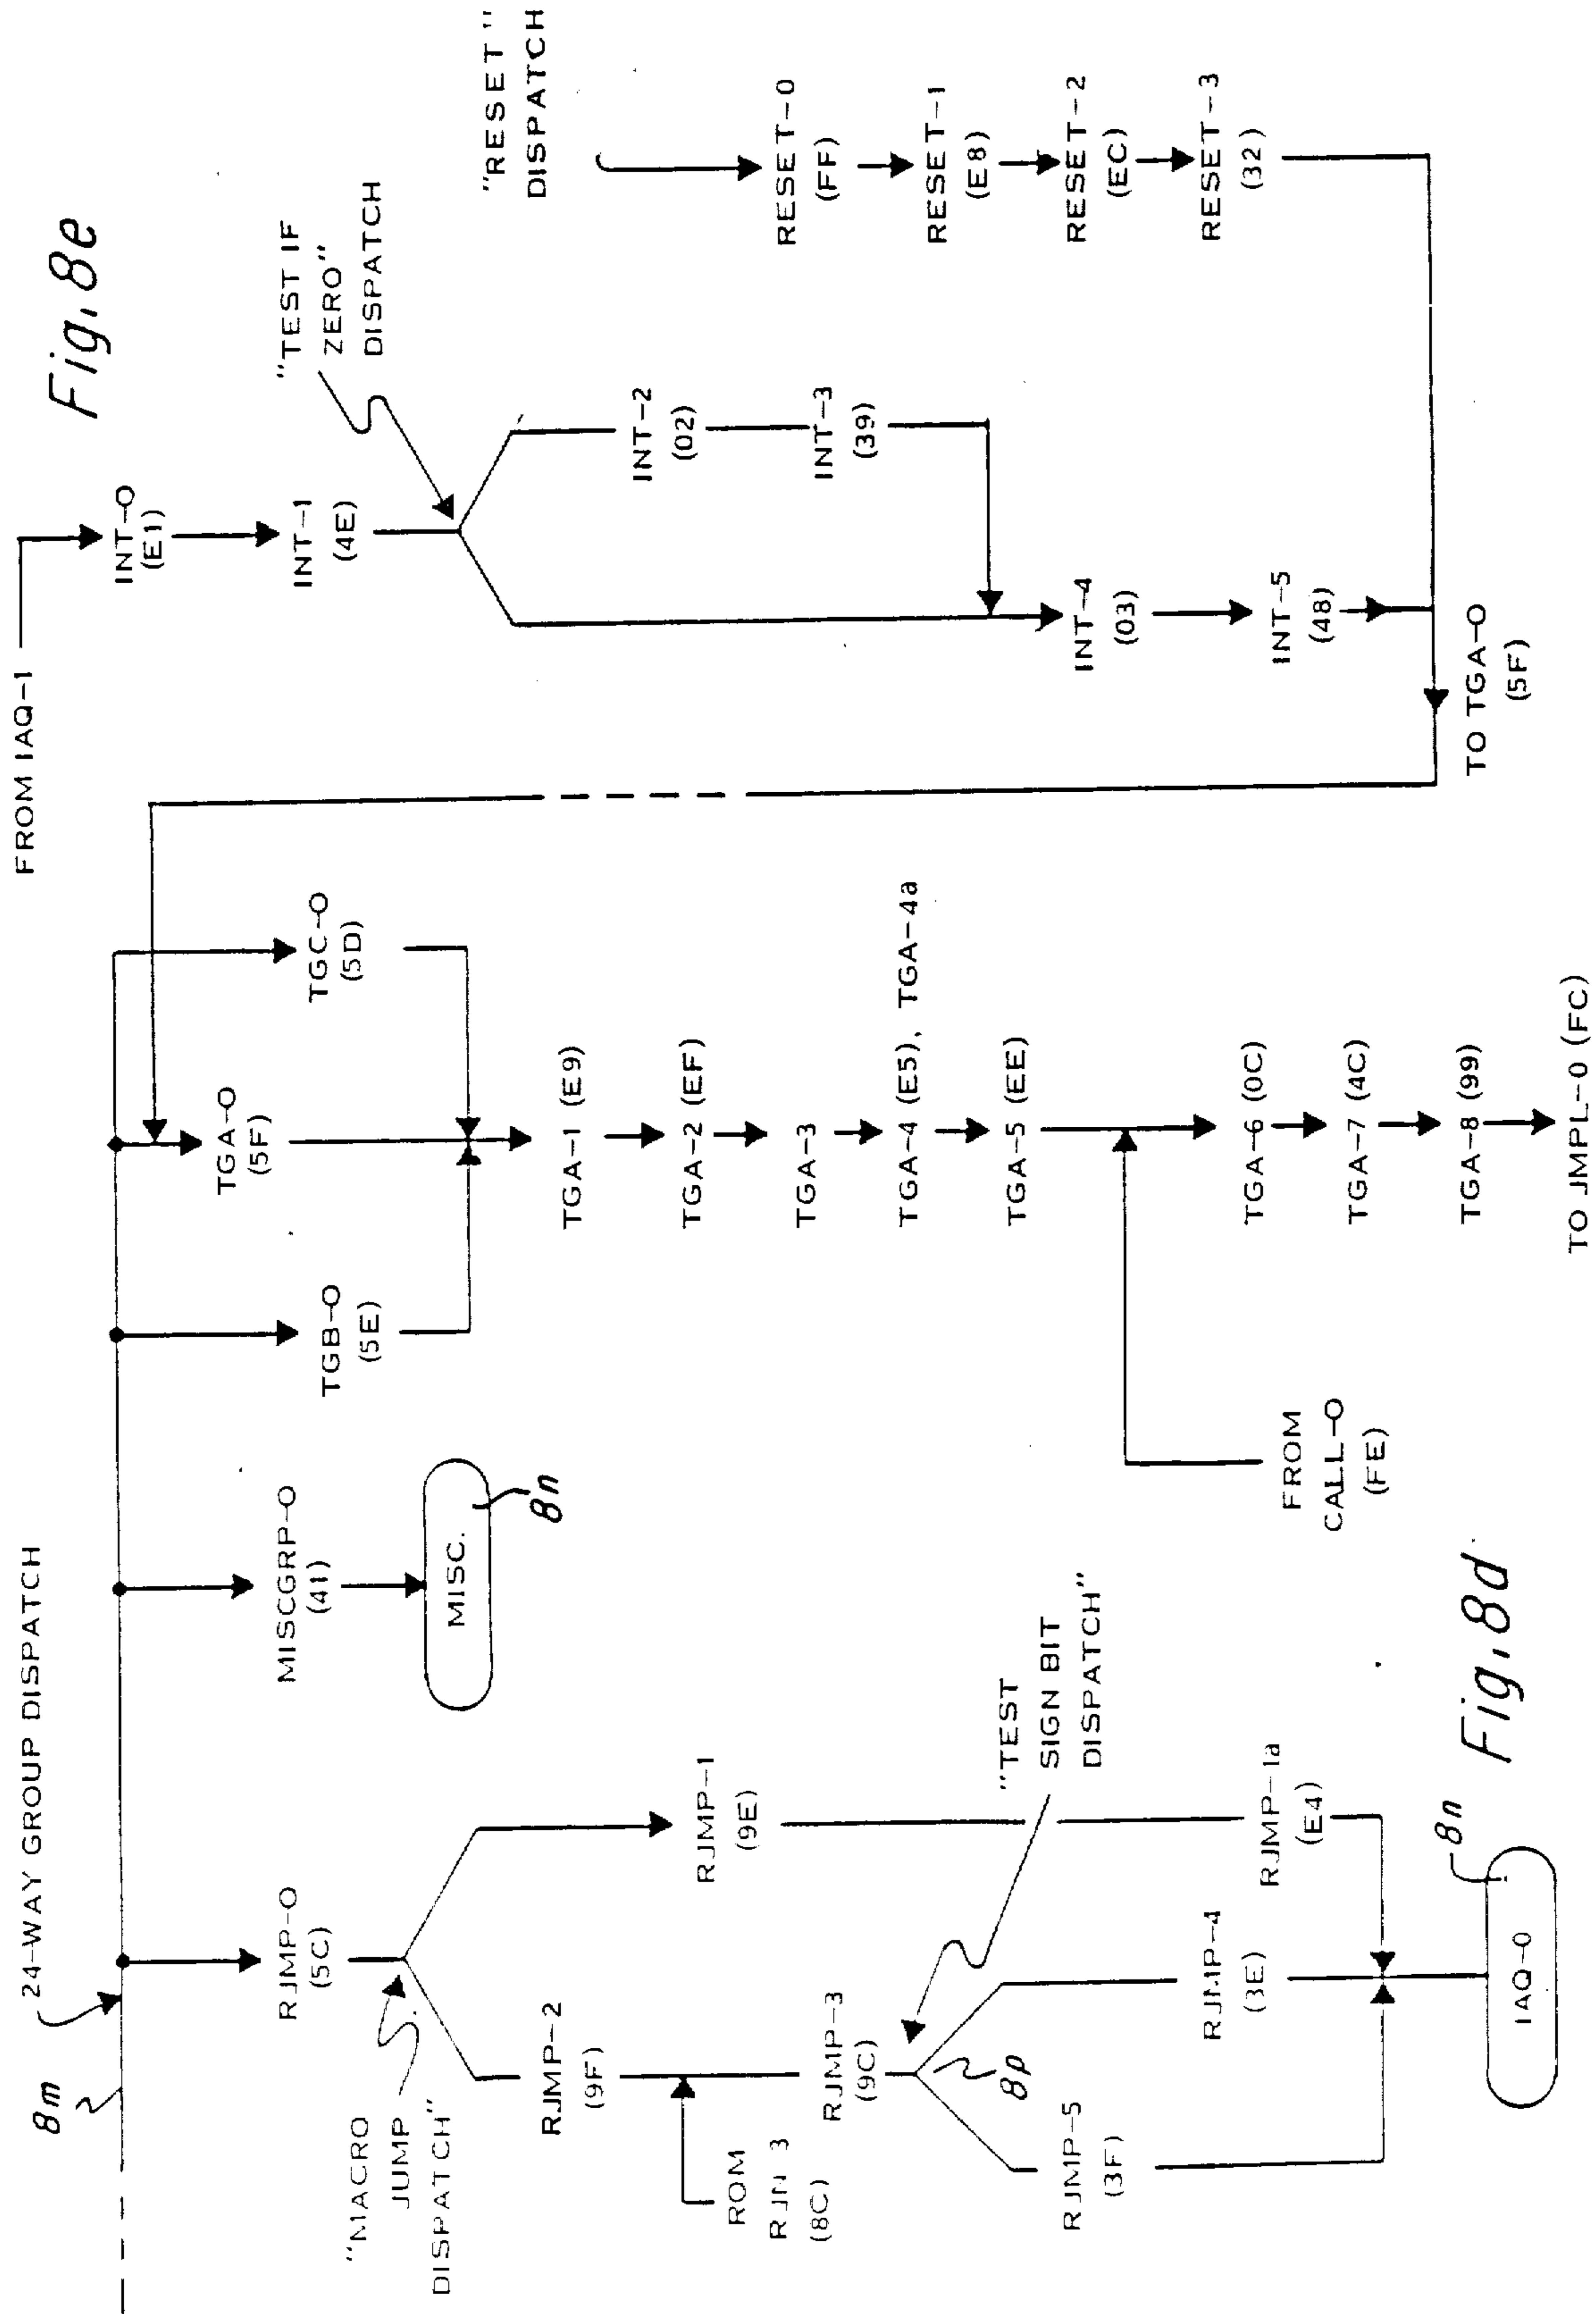 Fig. 8e
FROM IAQ-1
INT-0
(E1)
INT-1
(4E)
"TEST IF
ZERO"
DISPATCH
INT-2
(02)
INT-3
(39)
INT-4
(03)
INT-5
(48)
"RESET"
DISPATCH
RESET-0
(FF)
RESET-1
(E8)
RESET-2
(EC)
RESET-3
(32)
TO TGA-0
(5F)
24-WAY GROUP DISPATCH
8m
RJMP-0
(5C)
"MACRO
JUMP
DISPATCH"
RJMP-1
(9E)
RJMP-2
(9F)
ROM
RJN 3
(8C)
RJMP-3
(9C)
"TEST
SIGN BIT
DISPATCH"
8p
RJMP-4
(3E)
RJMP-1a
(E4)
RJMP-5
(3F)
IAQ-0
8n
MISCGRP-0
(41)
MISC.
8n
TGB-0
(5E)
TGA-0
(5F)
TGC-0
(5D)
TGA-1 (E9)
TGA-2 (EF)
TGA-3
TGA-4 (E5), TGA-4a
TGA-5 (EE)
FROM
CALL-0
(FE)
TGA-6 (0C)
TGA-7 (4C)
TGA-8 (99)
TO JMPL-0 (FC)
Fig. 8d